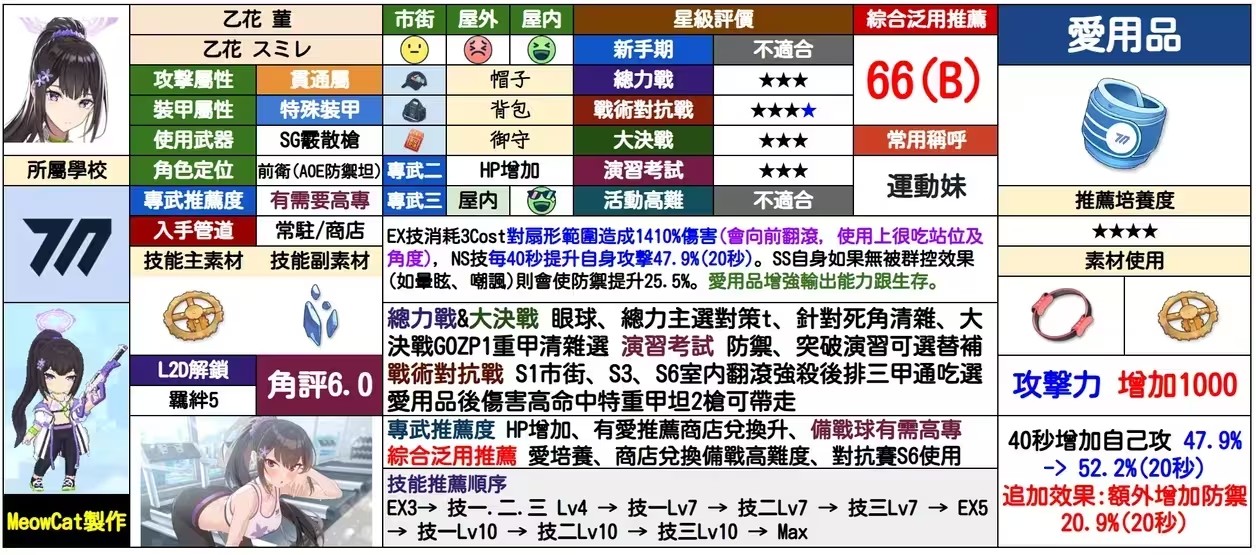 乙花 菫
乙花 スミレ
攻擊屬性 貫通屬
裝甲屬性 特殊裝甲
使用武器 SG霰散槍
角色定位 前衛(AOE防禦坦)
專武推薦度 有需要高專
入手管道 常駐/商店
技能主素材 技能副素材
所屬學校
L2D解鎖
羈絆5
角評6.0
MeowCat製作
市街 屋外 屋内
帽子
背包
御守
專武二 HP增加
專武三 屋内
星級評價
新手期 不適合
總力戰 ★★★
戰術對抗戰 ★★★★
大決戰 ★★★
演習考試 ★★★
活動高難 不適合
綜合泛用推薦
66(B)
常用稱呼
運動妹
EX技消耗3Cost對扇形範圍造成1410%傷害(會向前翻滾, 使用上很吃站位及
角度), NS技每40秒提升自身攻擊47.9%(20秒)。SS自身如果無被群控效果
(如暈眩、嘲諷)則會使防禦提升25.5%。愛用品增強輸出能力跟生存。
總力戰&大決戰 眼球、總力主選對策t、針對死角清雜、大
決戰GOZP1重甲清雜選 演習考試 防禦、突破演習可選替補
戰術對抗戰 S1市街、S3、S6室内翻滾強殺後排三甲通吃選
愛用品後傷害高命中特重甲坦2槍可帶走
專武推薦度 HP增加、有愛推薦商店兌換升、備戰球有需高專
綜合泛用推薦 愛培養、商店兌換備戰高難度、對抗賽S6使用
技能推薦順序
EX3→ 技一.二.三 Lv4 → 技一Lv7 → 技二Lv7 → 技三Lv7 → EX5
→ 技一Lv10 → 技二Lv10 → 技三Lv10 → Max
愛用品
推薦培養度
★★★★
素材使用
攻擊力 增加1000
40秒增加自己攻 47.9%
-> 52.2%(20秒)
追加效果:額外增加防禦
20.9%(20秒)